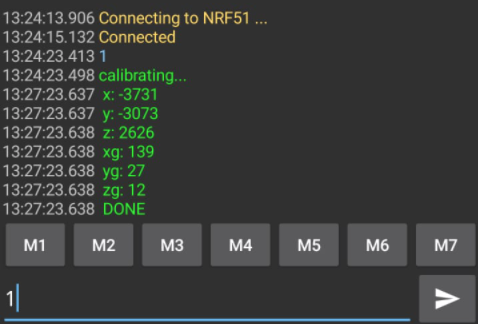 13:24:13.906 Connecting to NRF51 ...
13:24:15.132 Connected
13:24:23.413 1
13:24:23.498 calibrating...
13:27:23.637 x: -3731
13:27:23.637 y: -3073
13:27:23.638 z: 2626
13:27:23.638 xg: 139
13:27:23.638 yg: 27
13:27:23.638 zg: 12
13:27:23.638 DONE
M1 M2 M3 M4 M5 M6 M7
1